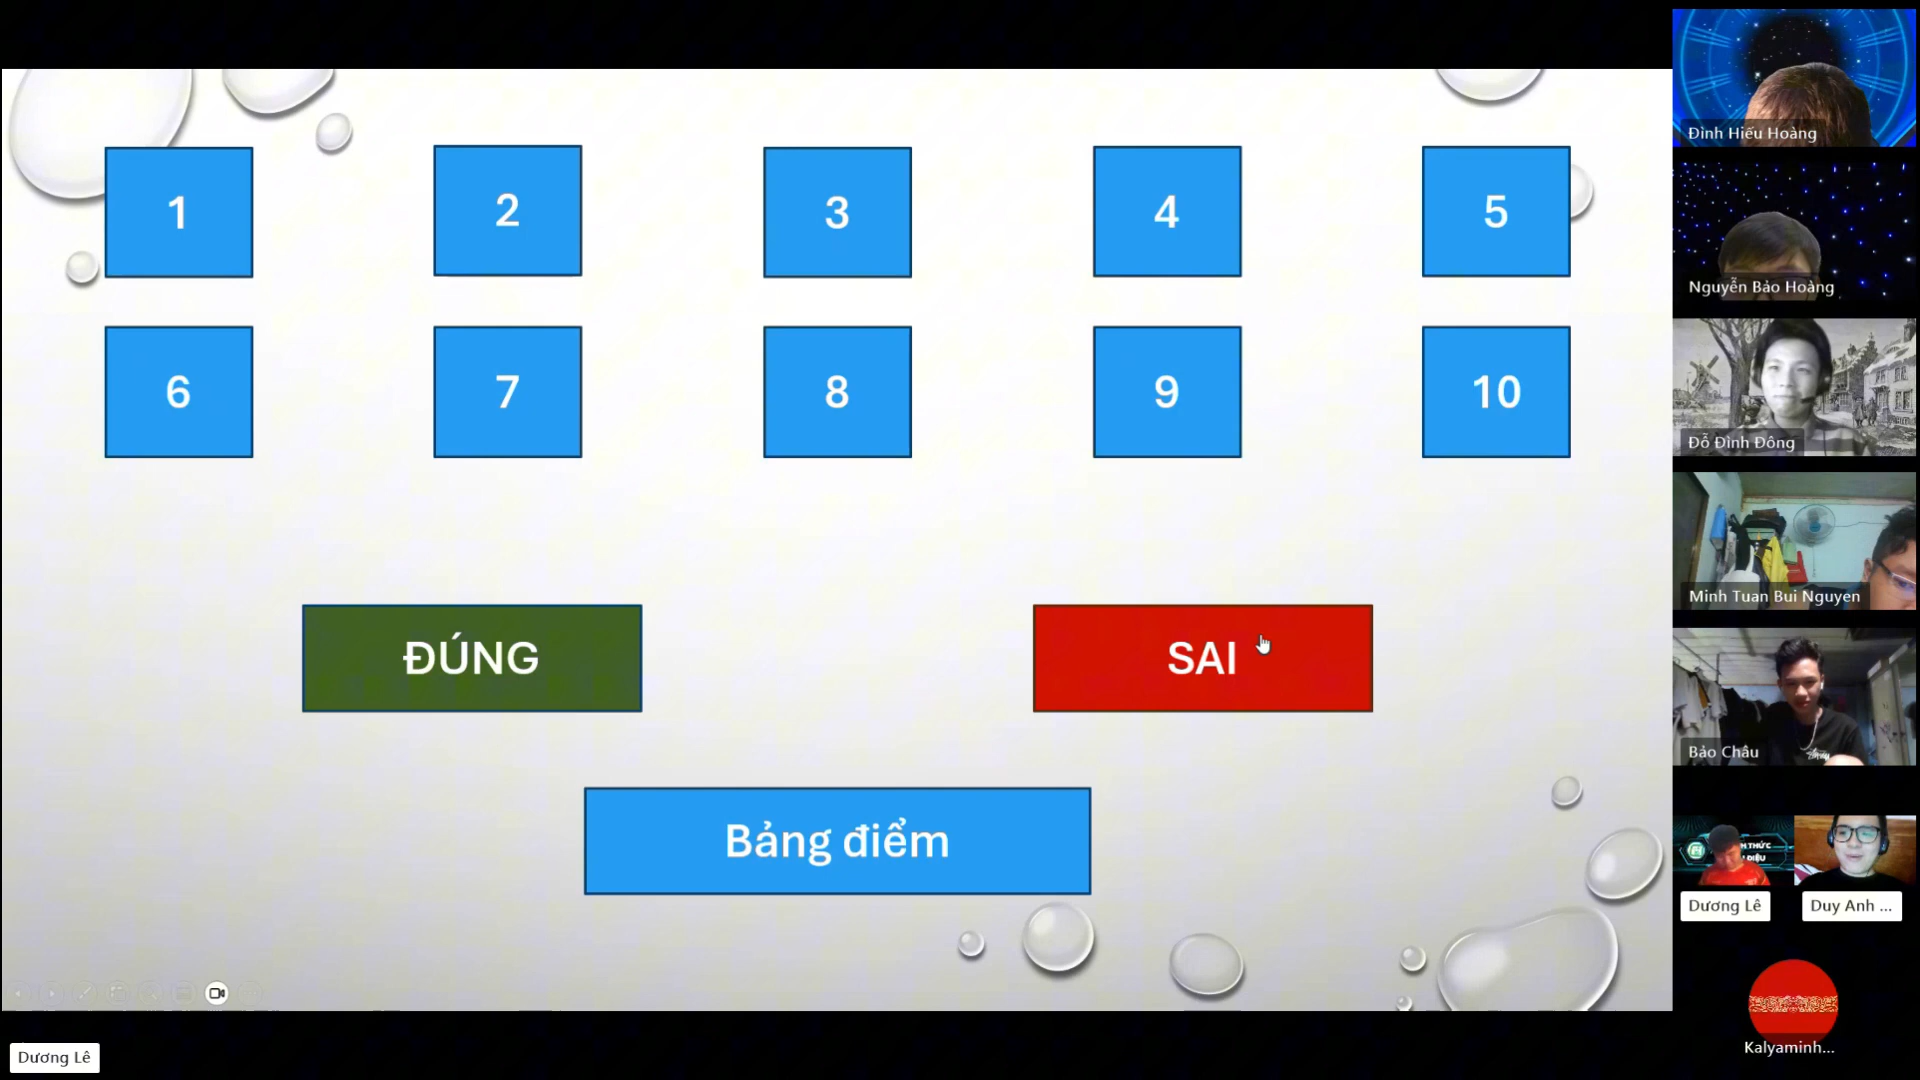 1
2
3
4
5
6
7
8
9
10
ĐÚNG
SAI
Bảng điểm
Dương Lê
Đình Hiếu Hoàng
Nguyễn Bảo Hoàng
Đỗ Đình Đông
Minh Tuan Bui Nguyen
Bảo Châu
Dương Lê
Duy Anh ...
Kalyaminh...